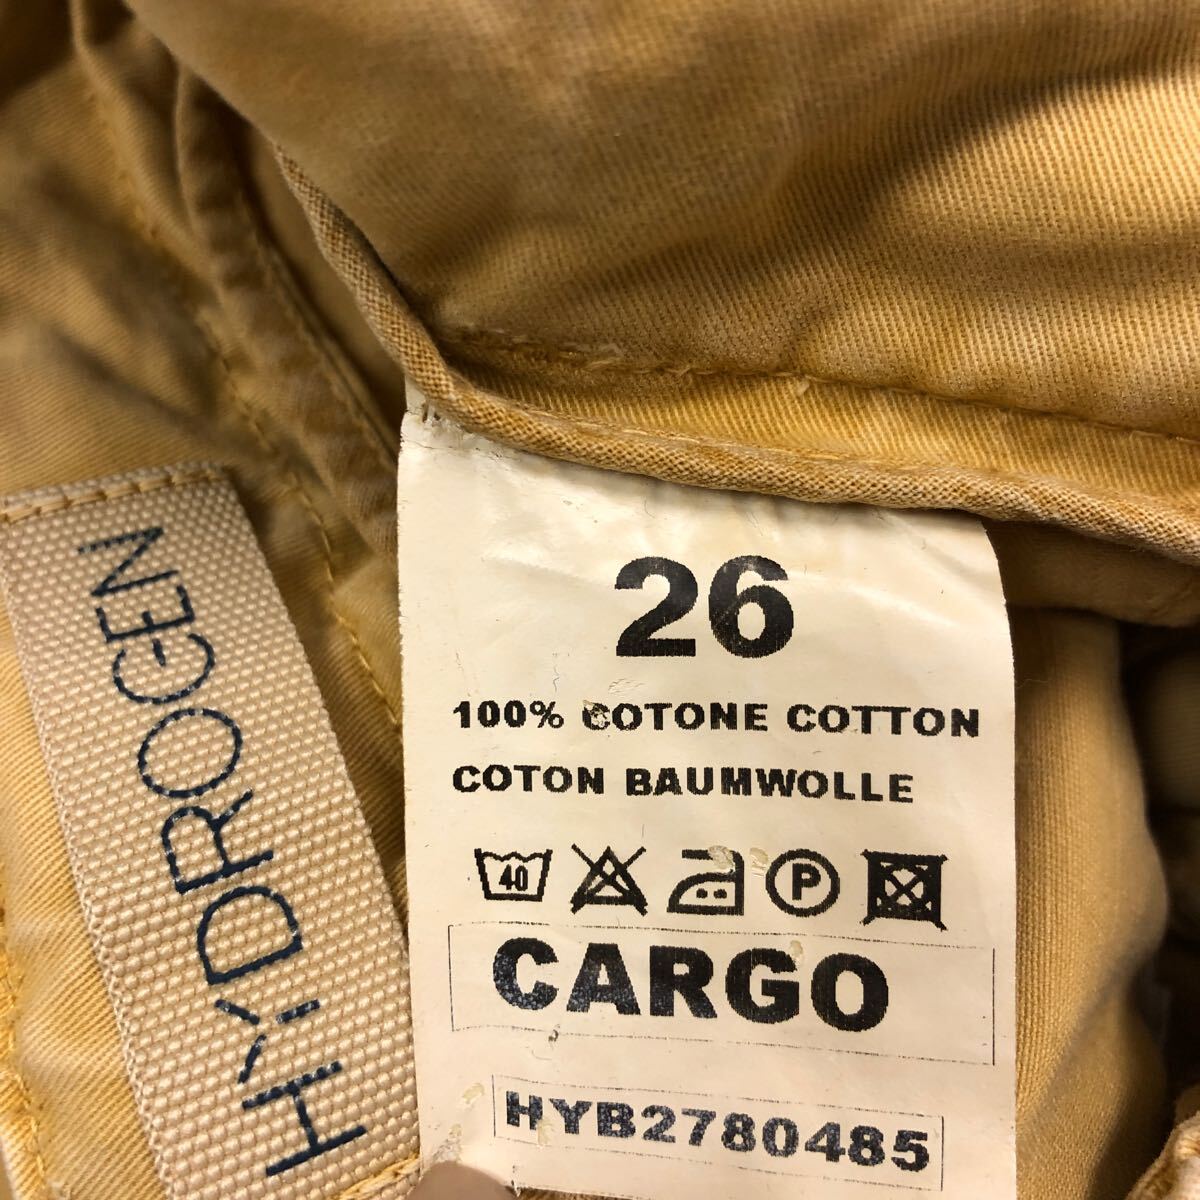 HYDROGEN
26
100% COTONE COTTON
COTON BAUMWOLLE
40 P
CARGO
HYB2780485